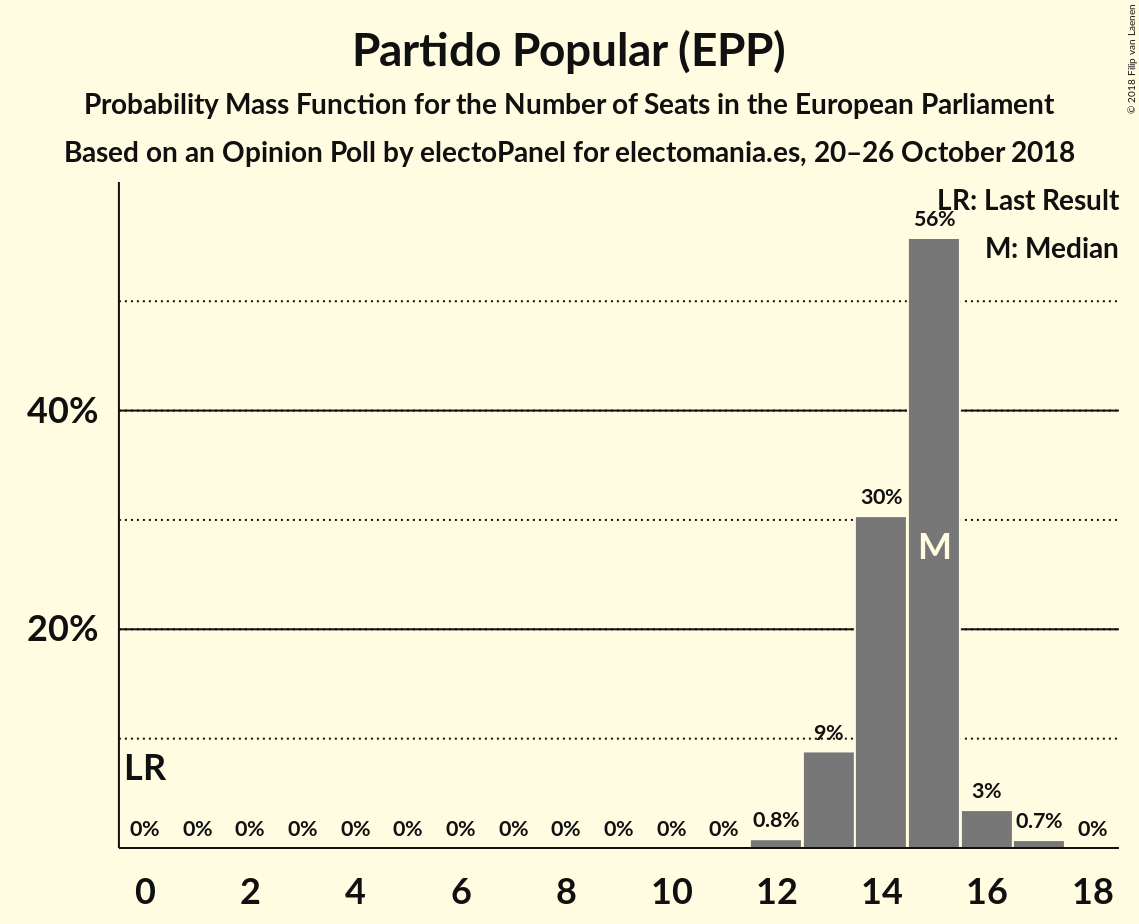 Partido Popular (EPP)
Probability Mass Function for the Number of Seats in the European Parliament
Based on an Opinion Poll by electoPanel for electomania.es, 20–26 October 2018
© 2018 Filip van Laenen
LR: Last Result
M: Median
56%
40%
30%
M
20%
9%
LR
3%
0% 0% 0% 0% 0% 0% 0% 0% 0% 0% 0% 0% 0.8% 0.7% 0%
0 2 4 6 8 10 12 14 16 18